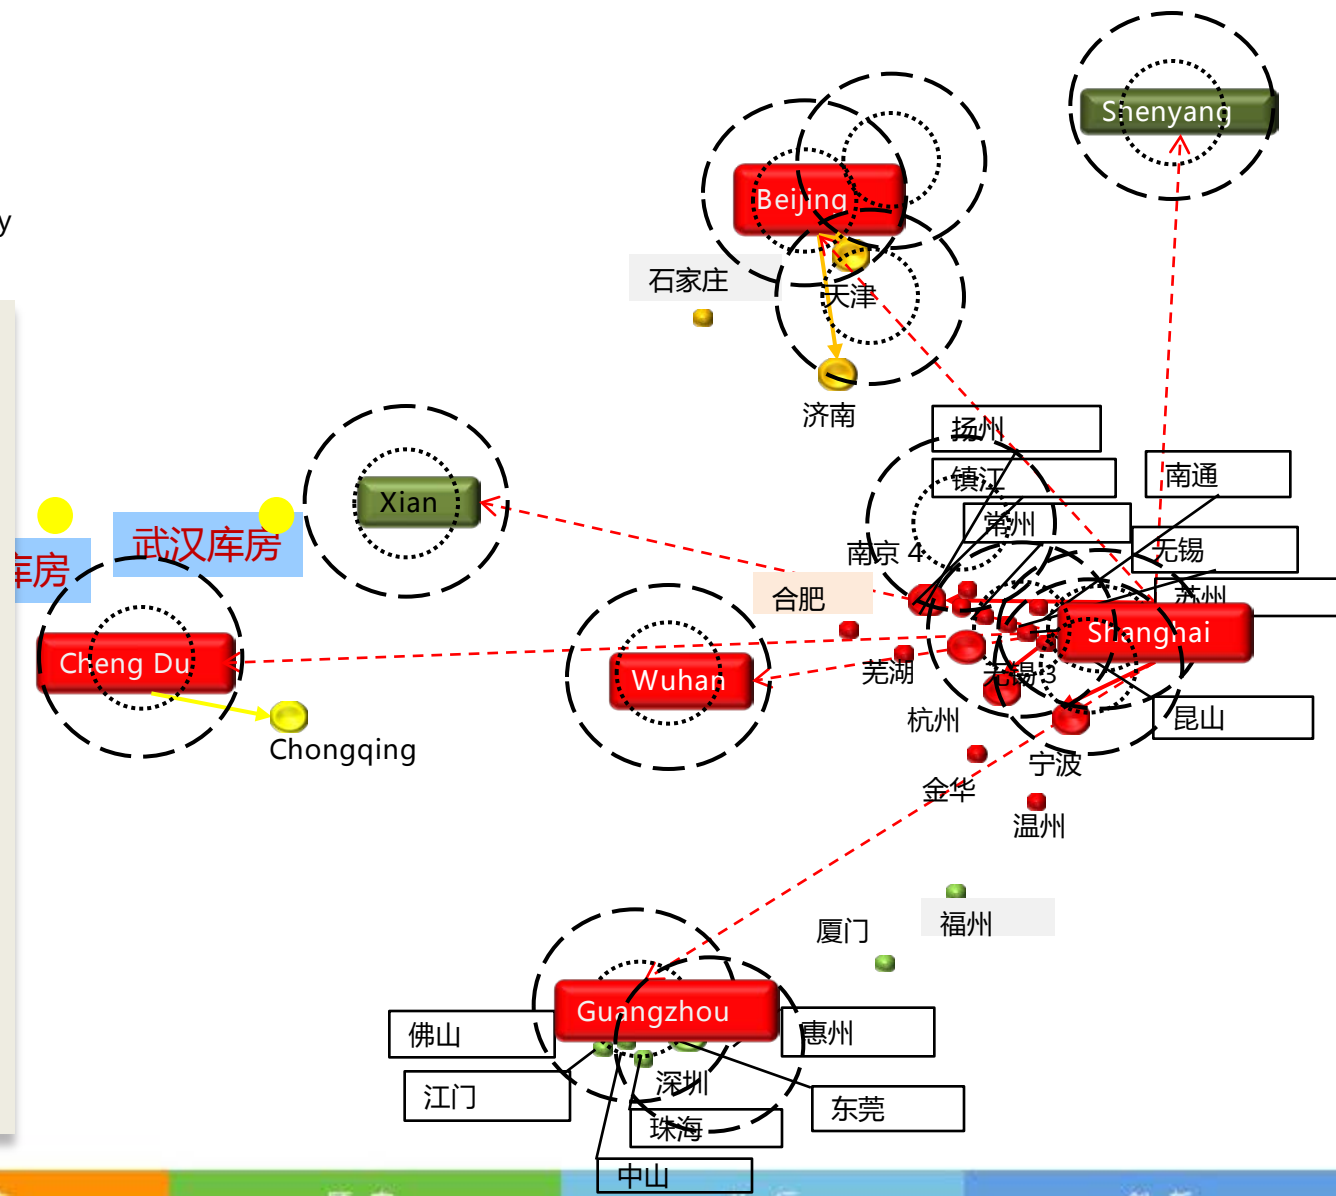 Shenyang
Beijing
y
石家庄
天津
济南
扬州
镇江
南通
Xian
常州
武汉库房
南京 4
无锡
库房
合肥
苏州
Shanghai
Cheng Du
Wuhan
芜湖
无锡 3
杭州
昆山
Chongqing
宁波
金华
温州
福州
厦门
Guangzhou
佛山
惠州
深圳
江门
东莞
珠海
中山